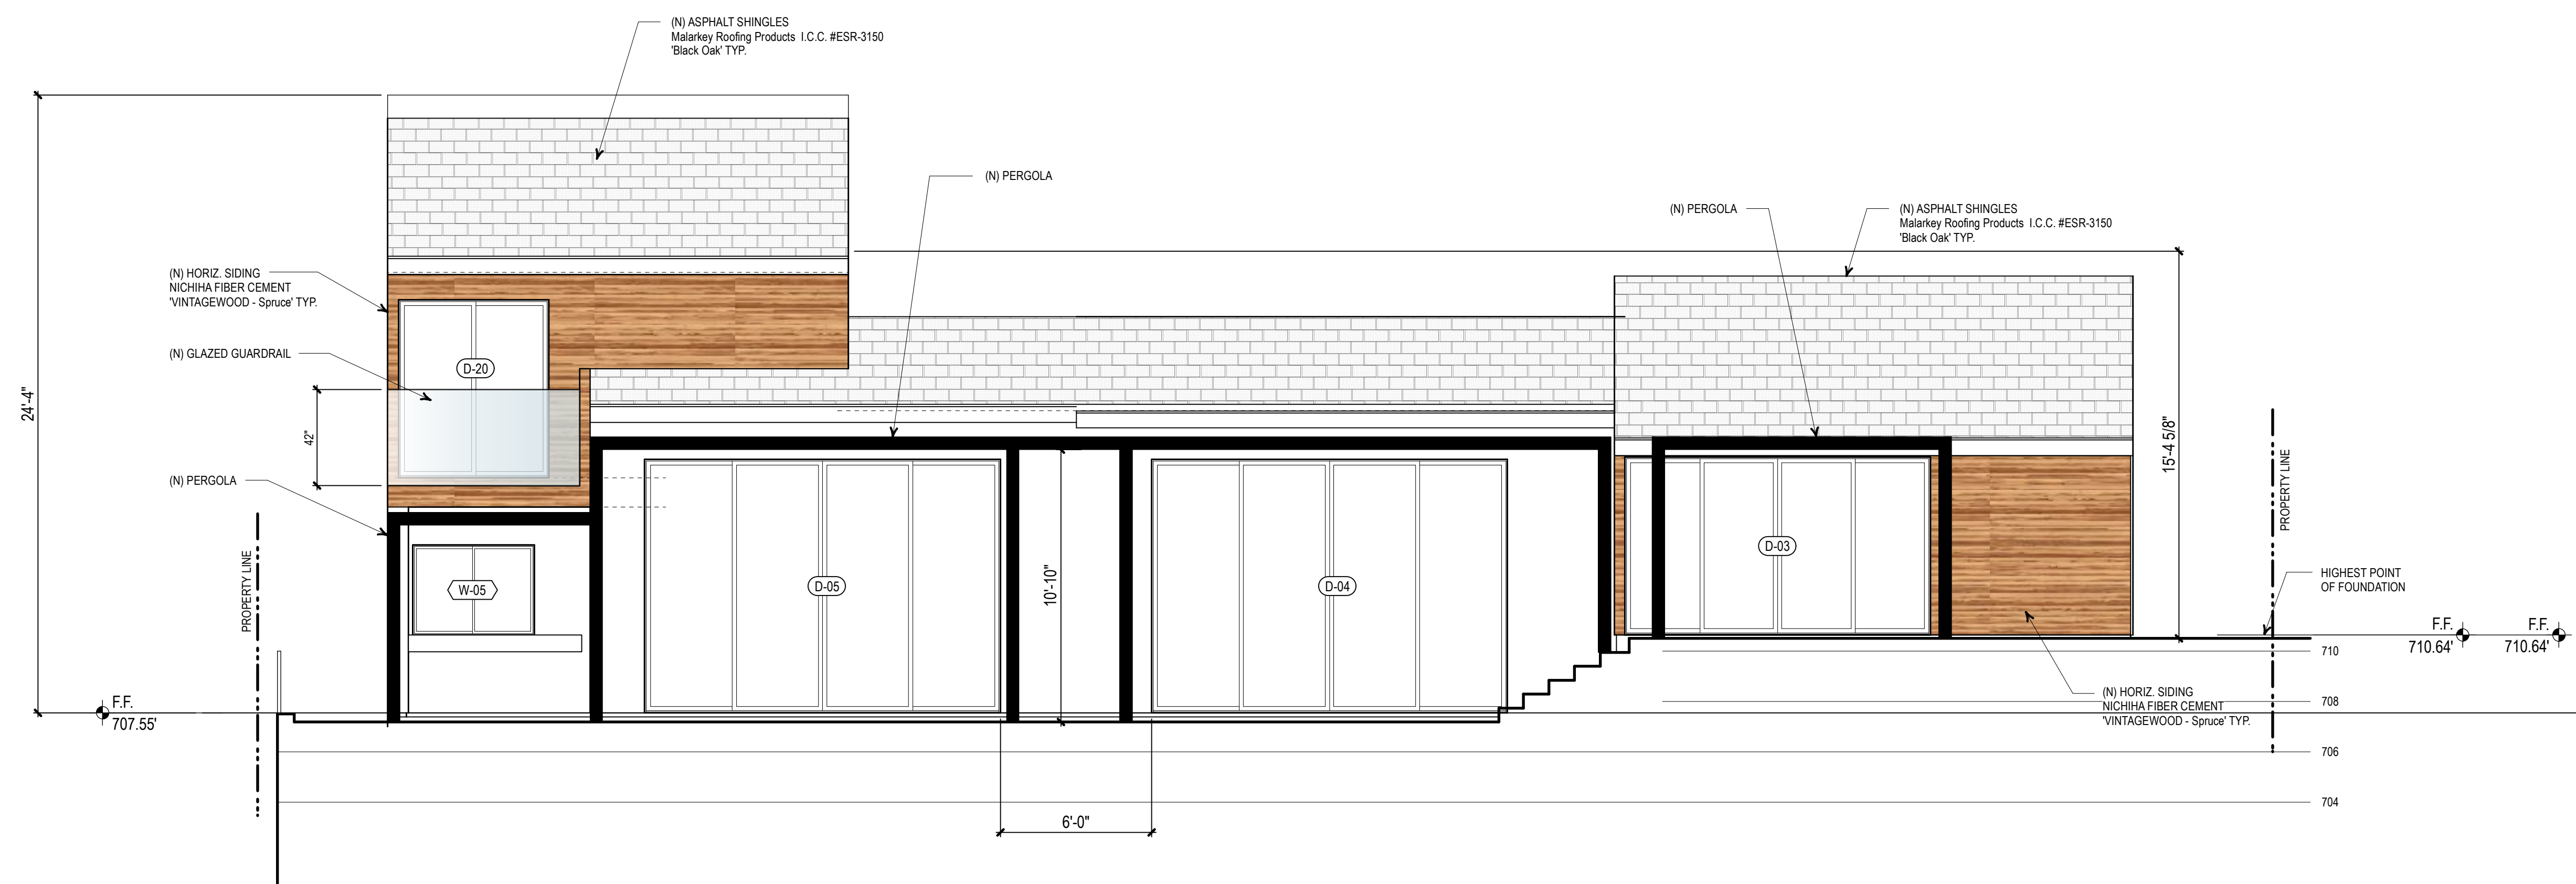 (N) ASPHALT SHINGLES
Malarkey Roofing Products I.C.C. #ESR-3150
'Black Oak' TYP.
(N) PERGOLA
(N) PERGOLA
(N) ASPHALT SHINGLES
Malarkey Roofing Products I.C.C. #ESR-3150
'Black Oak' TYP.
(N) HORIZ. SIDING
NICHIHA FIBER CEMENT
'VINTAGEWOOD - Spruce' TYP.
(N) GLAZED GUARDRAIL
D-20
24'-4"
42"
15'-4 5/8"
(N) PERGOLA
PROPERTY LINE
PROPERTY LINE
W-05
D-05
10'-10"
D-04
D-03
HIGHEST POINT
OF FOUNDATION
F.F.
710.64'
F.F.
710.64'
710
F.F.
707.55'
(N) HORIZ. SIDING
NICHIHA FIBER CEMENT
'VINTAGEWOOD - Spruce' TYP.
708
706
704
6'-0"